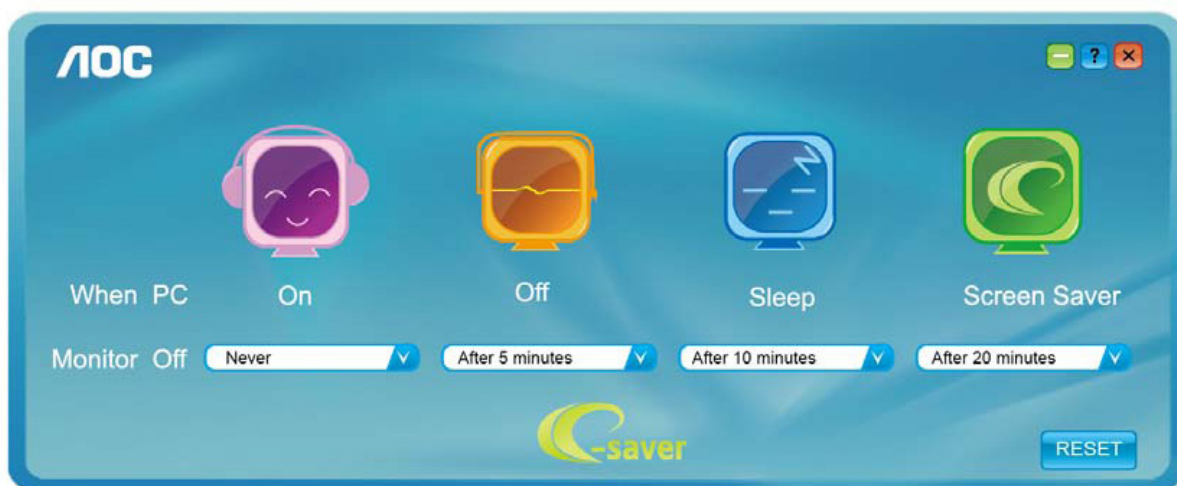 AOC
?
When PC On Off Sleep Screen Saver
Monitor Off Never After 5 minutes After 10 minutes After 20 minutes
e-saver
RESET